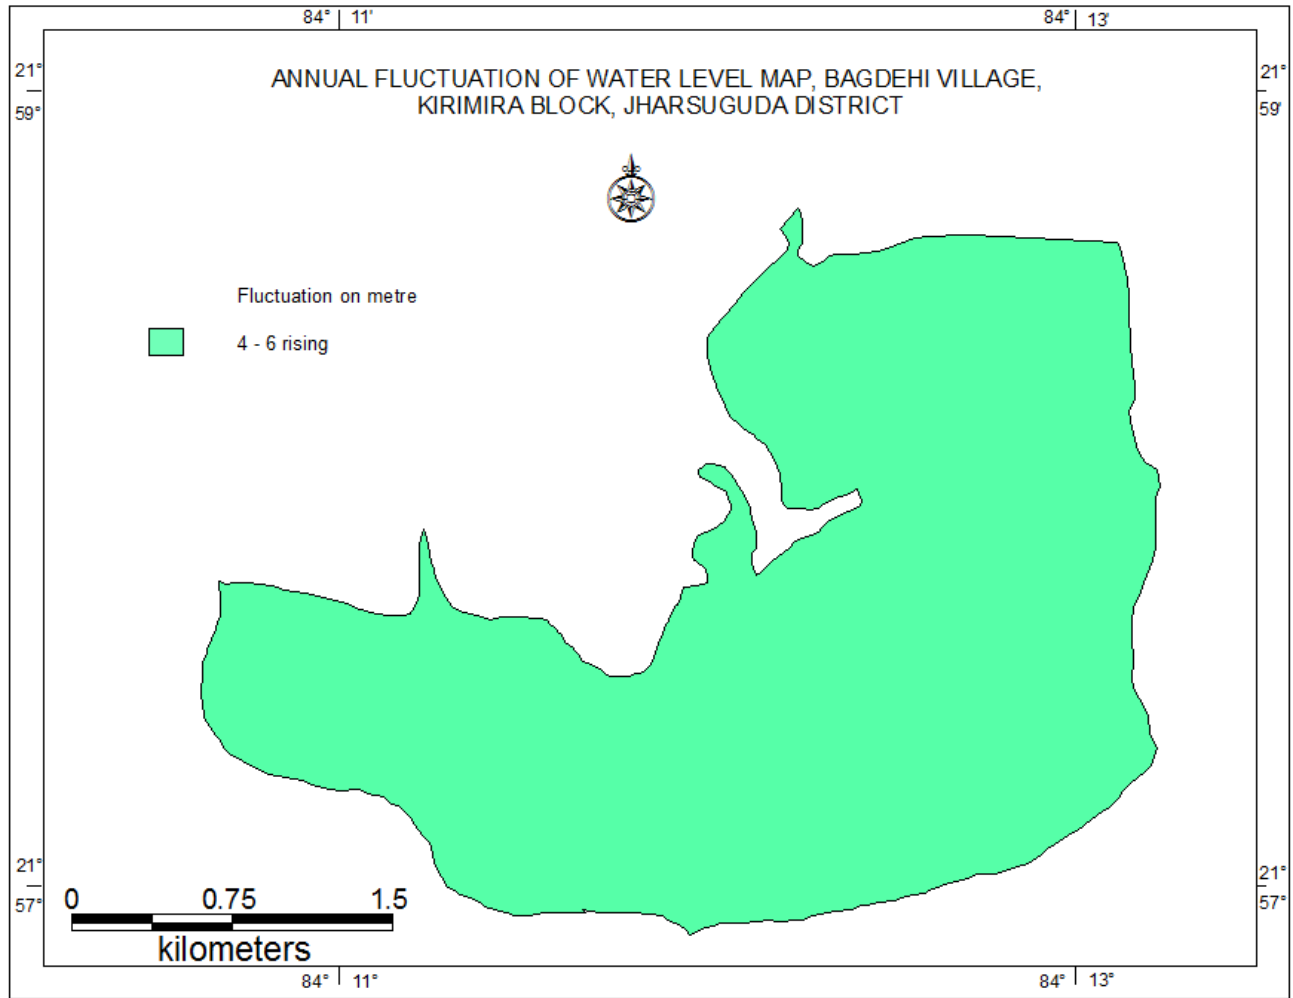 84° 11' 84° 13'
21° 21°
59° 59'
ANNUAL FLUCTUATION OF WATER LEVEL MAP, BAGDEHI VILLAGE,
KIRIMIRA BLOCK, JHARSUGUDA DISTRICT
Fluctuation on metre
4 - 6 rising
21° 21°
57° 57°
0 0.75 1.5
kilometers
84° 11° 84° 13°